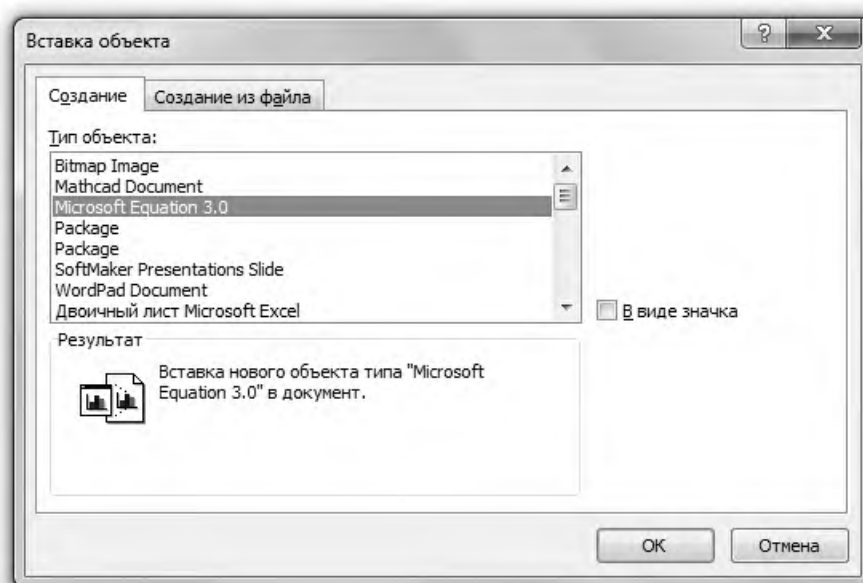 Вставка объекта
Создание
Создание из файла
Тип объекта:
Bitmap Image
Mathcad Document
Microsoft Equation 3.0
Package
Package
SoftMaker Presentations Slide
WordPad Document
Двоичный лист Microsoft Excel
В виде значка
Результат
Вставка нового объекта типа "Microsoft
Equation 3.0" в документ.
ОК
Отмена